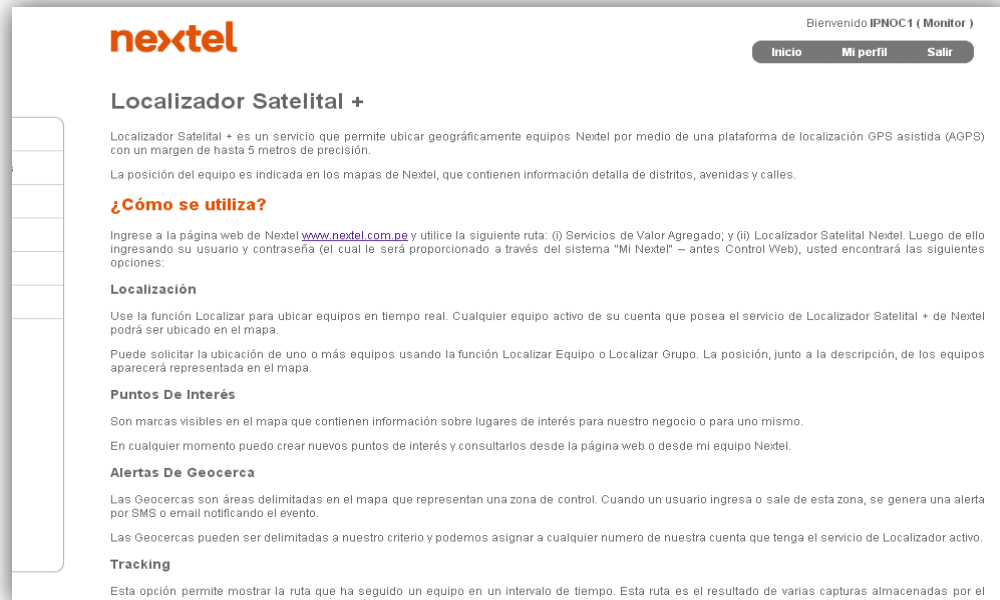 nextel
Bienvenido IPNOC1 ( Monitor )
Inicio Mi perfil Salir
Localizador Satelital +
Localizador Satelital + es un servicio que permite ubicar geográficamente equipos Nextel por medio de una plataforma de localización GPS asistida (AGPS)
con un margen de hasta 5 metros de precisión.
La posición del equipo es indicada en los mapas de Nextel, que contienen información detalla de distritos, avenidas y calles.
¿Cómo se utiliza?
Ingrese a la página web de Nextel www.nextel.com.pe y utilice la siguiente ruta: (i) Servicios de Valor Agregado; y (ii) Localizador Satelital Nextel. Luego de ello
ingresando su usuario y contraseña (el cual le será proporcionado a través del sistema "Mi Nextel" – antes Control Web), usted encontrará las siguientes
opciones:
Localización
Use la función Localizar para ubicar equipos en tiempo real. Cualquier equipo activo de su cuenta que posea el servicio de Localizador Satelital + de Nextel
podrá ser ubicado en el mapa.
Puede solicitar la ubicación de uno o más equipos usando la función Localizar Equipo o Localizar Grupo. La posición, junto a la descripción, de los equipos
aparecerá representada en el mapa.
Puntos De Interés
Son marcas visibles en el mapa que contienen información sobre lugares de interés para nuestro negocio o para uno mismo.
En cualquier momento puedo crear nuevos puntos de interés y consultarlos desde la página web o desde mi equipo Nextel.
Alertas De Geocerca
Las Geocercas son áreas delimitadas en el mapa que representan una zona de control. Cuando un usuario ingresa o sale de esta zona, se genera una alerta
por SMS o email notificando el evento.
Las Geocercas pueden ser delimitadas a nuestro criterio y podemos asignar a cualquier numero de nuestra cuenta que tenga el servicio de Localizador activo.
Tracking
Esta opción permite mostrar la ruta que ha seguido un equipo en un intervalo de tiempo. Esta ruta es el resultado de varias capturas almacenadas por el